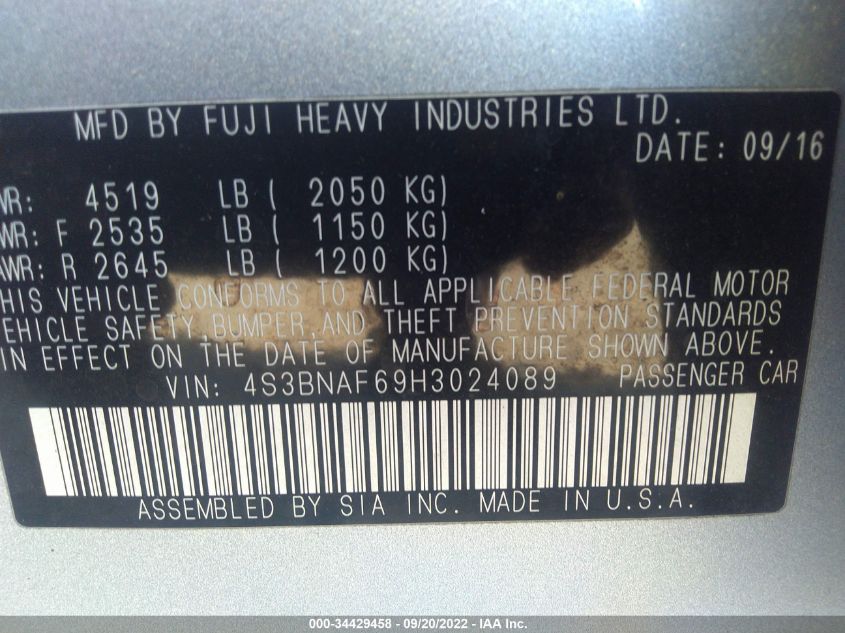 MFD BY FUJI HEAVY INDUSTRIES LTD.
DATE: 09/16
WR: 4519 LB ( 2050 KG)
WR: F 2535 LB ( 1150 KG)
AWR: R 2645 LB ( 1200 KG)
HIS VEHICLE CONFORMS TO ALL APPLICABLE FEDERAL MOTOR
EHICLE SAFETY, BUMPER, AND THEFT PREVENTION STANDARDS
IN EFFECT ON THE DATE OF MANUFACTURE SHOWN ABOVE.
VIN: 4S3BNAF69H3024089 PASSENGER CAR
ASSEMBLED BY SIA INC. MADE IN U.S.A.
000-34429458 - 09/20/2022 - IAA Inc.